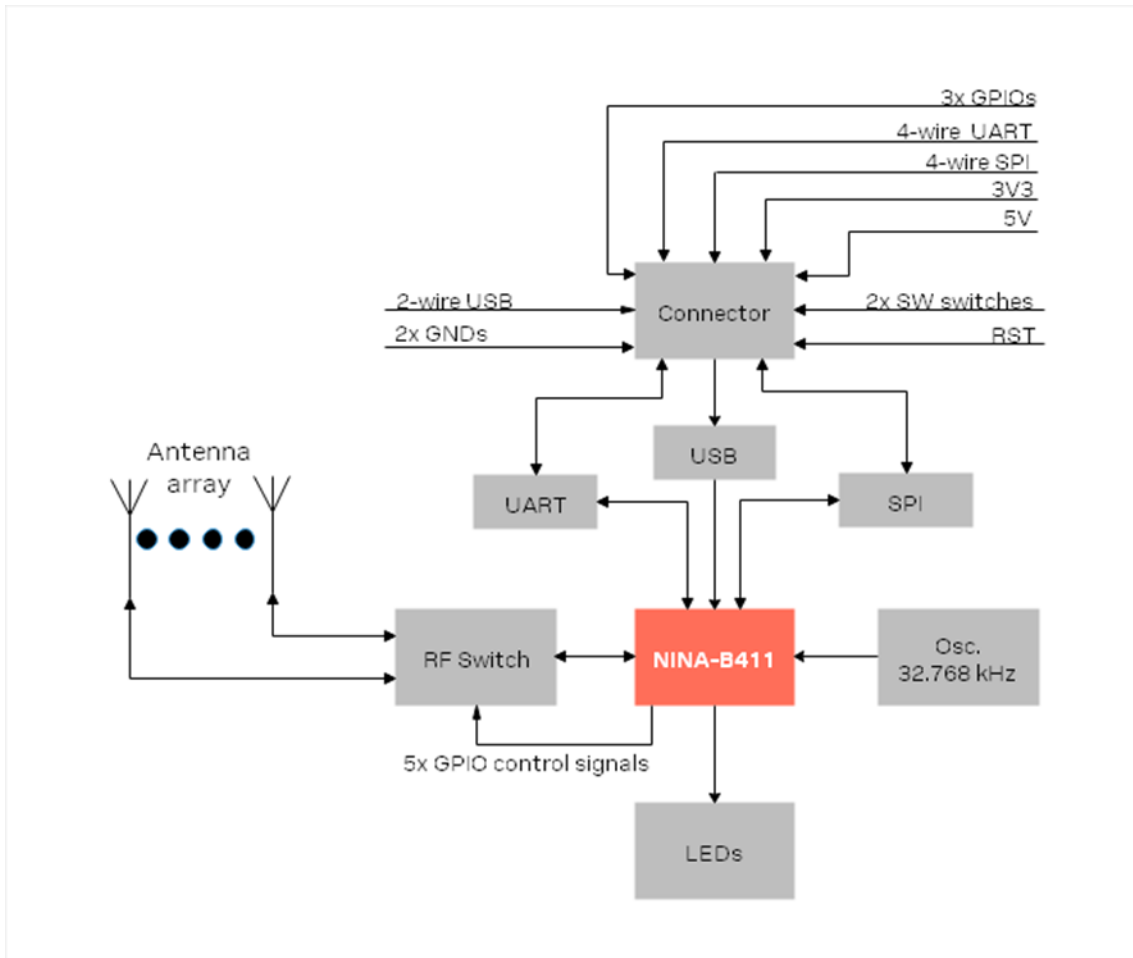 3x GPIOs
4-wire UART
4-wire SPI
3V3
5V
2-wire USB
2x SW switches
Connector
2x GNDs
RST
Antenna
array
USB
UART
SPI
RF Switch
NINA-B411
Osc.
32.768 kHz
5x GPIO control signals
LEDs